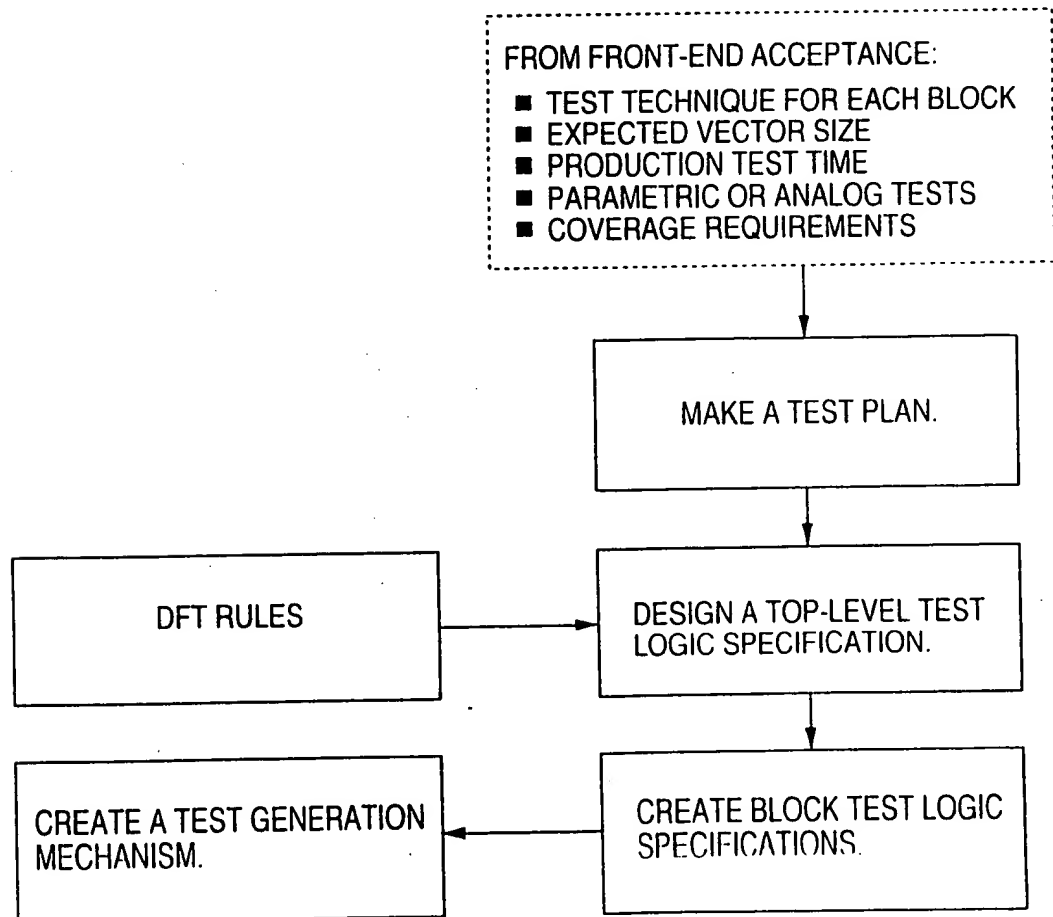 FROM FRONT-END ACCEPTANCE:
■ TEST TECHNIQUE FOR EACH BLOCK
■ EXPECTED VECTOR SIZE
■ PRODUCTION TEST TIME
■ PARAMETRIC OR ANALOG TESTS
■ COVERAGE REQUIREMENTS
MAKE A TEST PLAN.
DFT RULES
DESIGN A TOP-LEVEL TEST
LOGIC SPECIFICATION.
CREATE A TEST GENERATION
MECHANISM.
CREATE BLOCK TEST LOGIC
SPECIFICATIONS.